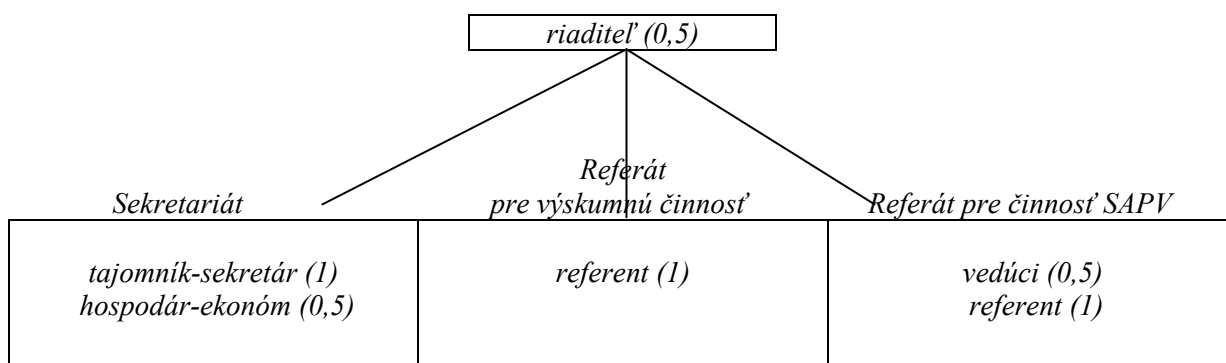 riaditeľ (0,5)
Sekretariát
Referát
pre výskumnú činnosť
Referát pre činnosť SAPV
tajomník-sekretár (1)
hospodár-ekonóm (0,5)
referent (1)
vedúci (0,5)
referent (1)